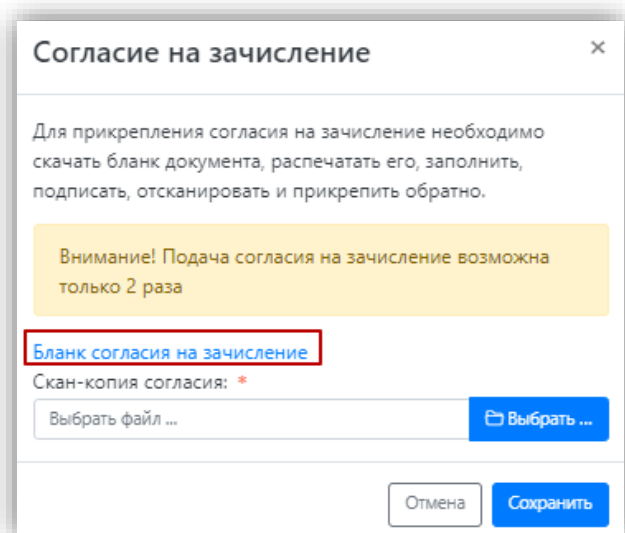 Согласие на зачисление ×
Для прикрепления согласия на зачисление необходимо
скачать бланк документа, распечатать его, заполнить,
подписать, отсканировать и прикрепить обратно.
Внимание! Подача согласия на зачисление возможна
только 2 раза
Бланк согласия на зачисление
Скан-копия согласия: *
Выбрать файл ... Выбрать ...
Отмена Сохранить